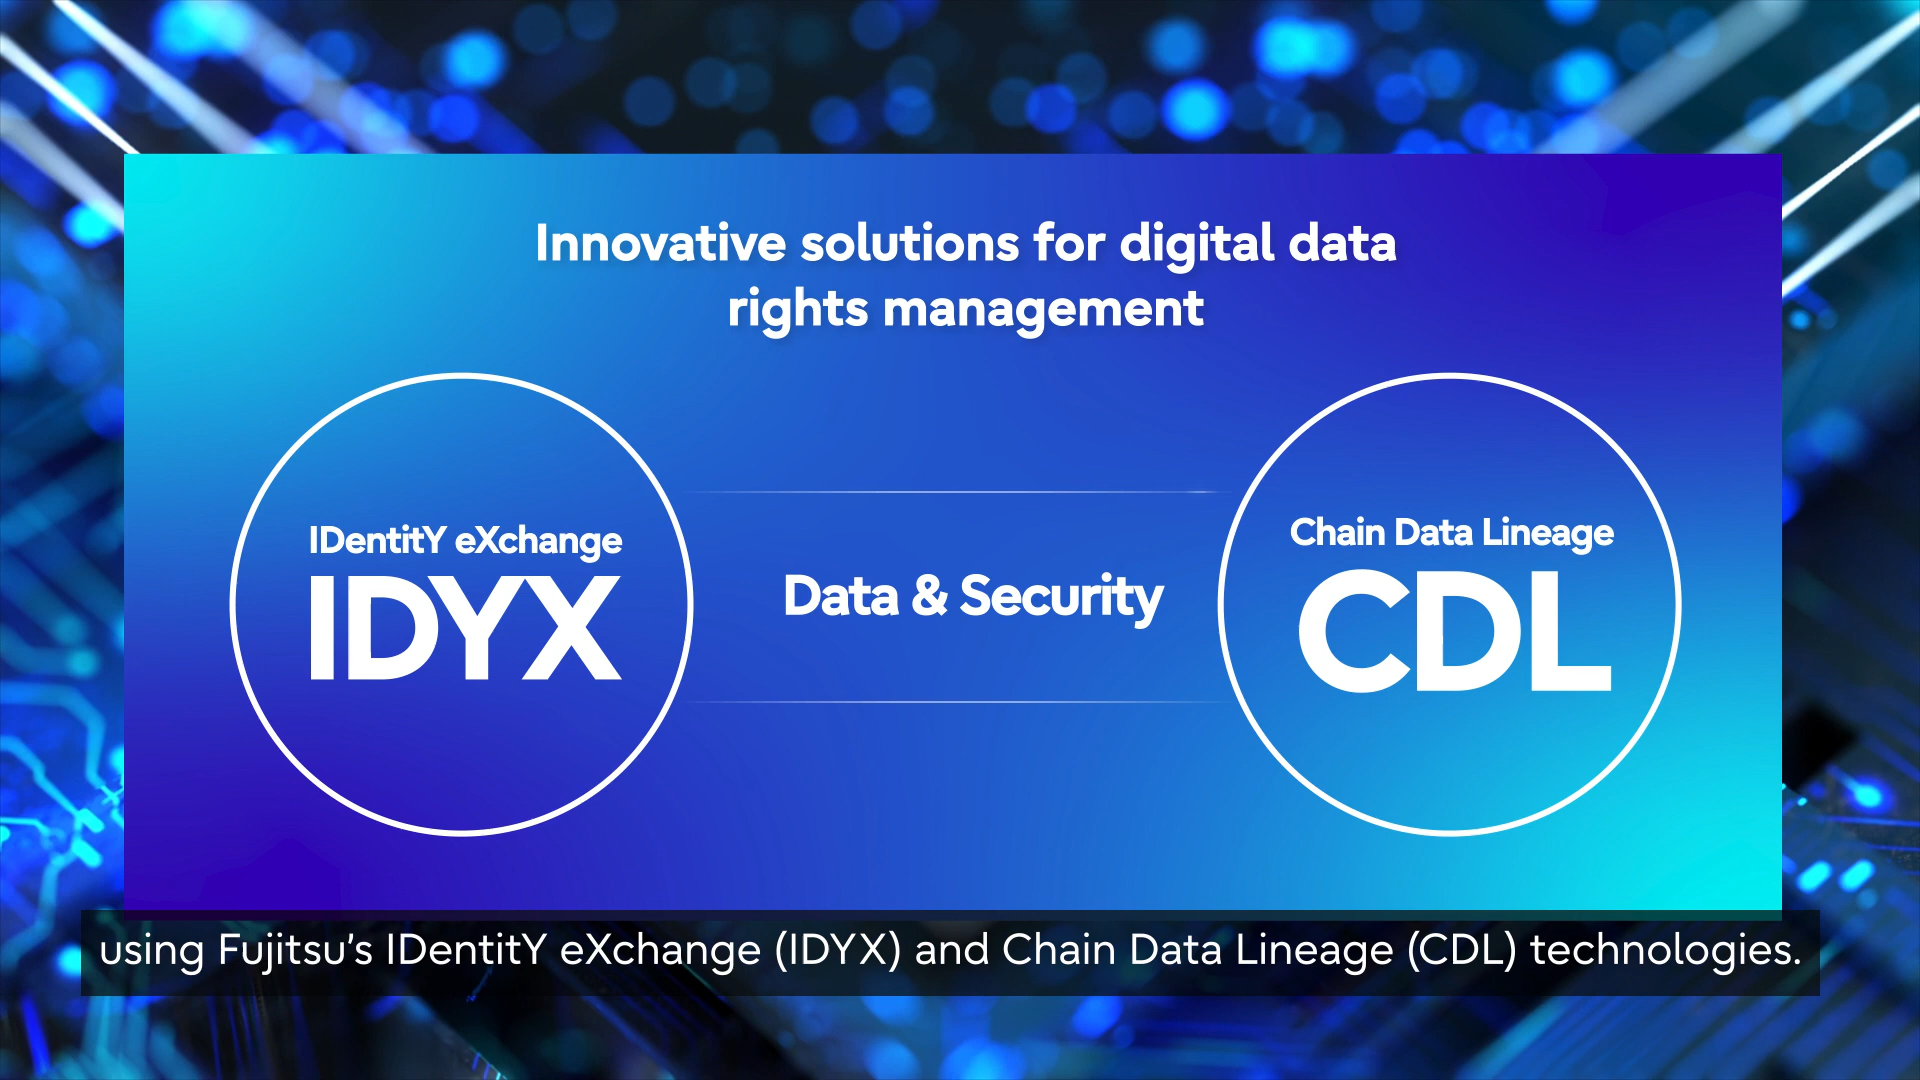 Innovative solutions for digital data
rights management
IDentitY eXchange
IDYX
Data & Security
Chain Data Lineage
CDL
using Fujitsu’s IDentitY eXchange (IDYX) and Chain Data Lineage (CDL) technologies.